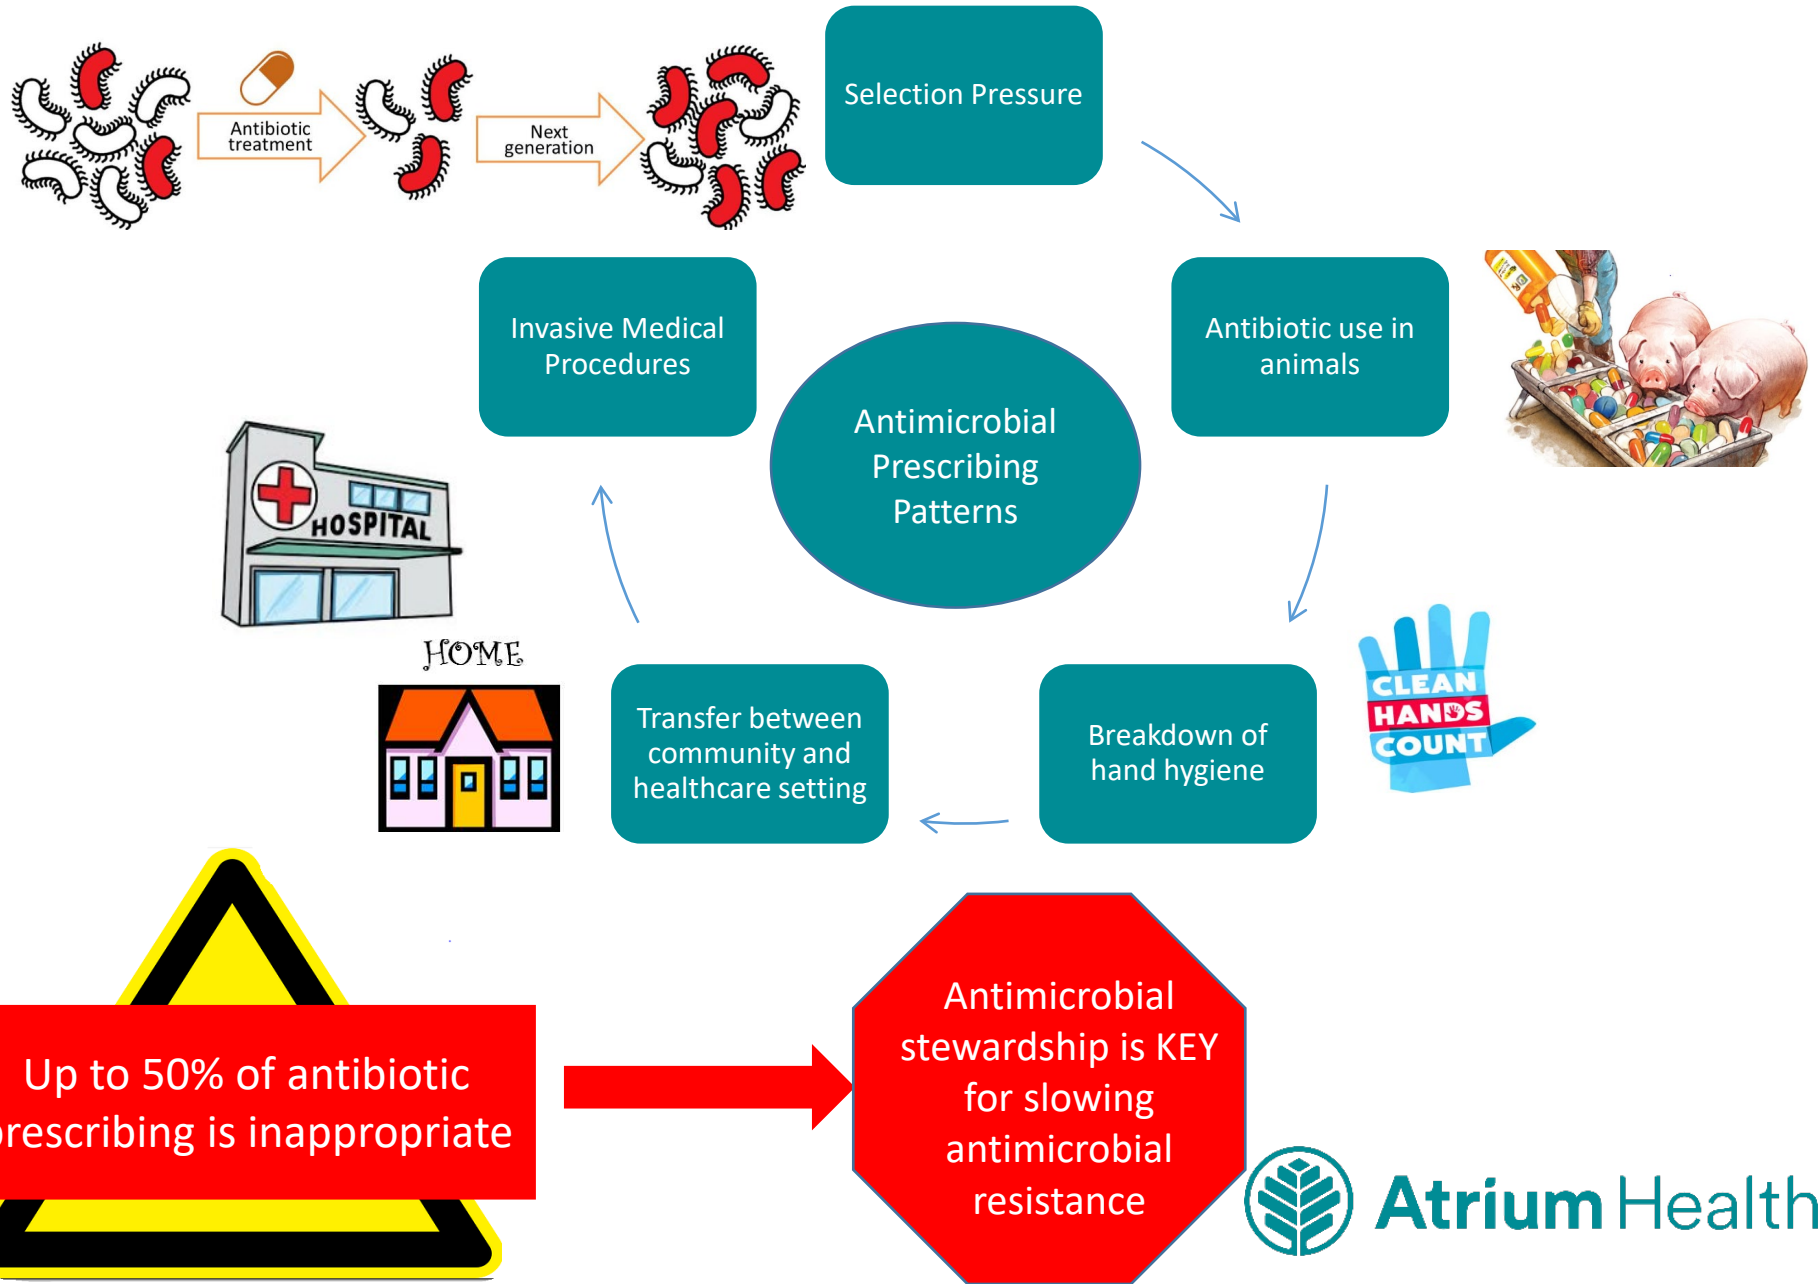 Antibiotic
treatment
Next
generation
Selection Pressure
Invasive Medical
Procedures
Antimicrobial
Prescribing
Patterns
Antibiotic use in
animals
HOSPITAL
HOME
Transfer between
community and
healthcare setting
Breakdown of
hand hygiene
CLEAN
HANDS
COUNT
Up to 50% of antibiotic
prescribing is inappropriate
Antimicrobial
stewardship is KEY
for slowing
antimicrobial
resistance
Atrium Health